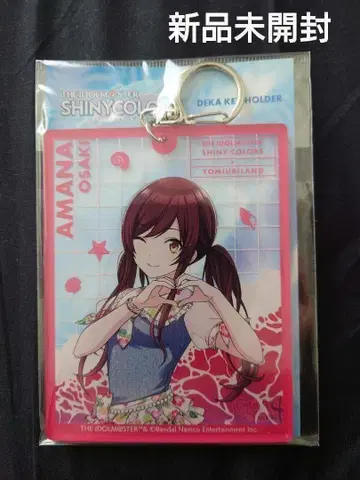 新品未開封
THE IDOLM@STER
SHINYCOLO
DEKA KEYHOLDER
AMANA
OSAKI
THE IDOLM@STER
SHINY COLORS
×
YOMIURILAND
THE IDOLM@STER™& ©Bandai Namco Entertainment Inc.